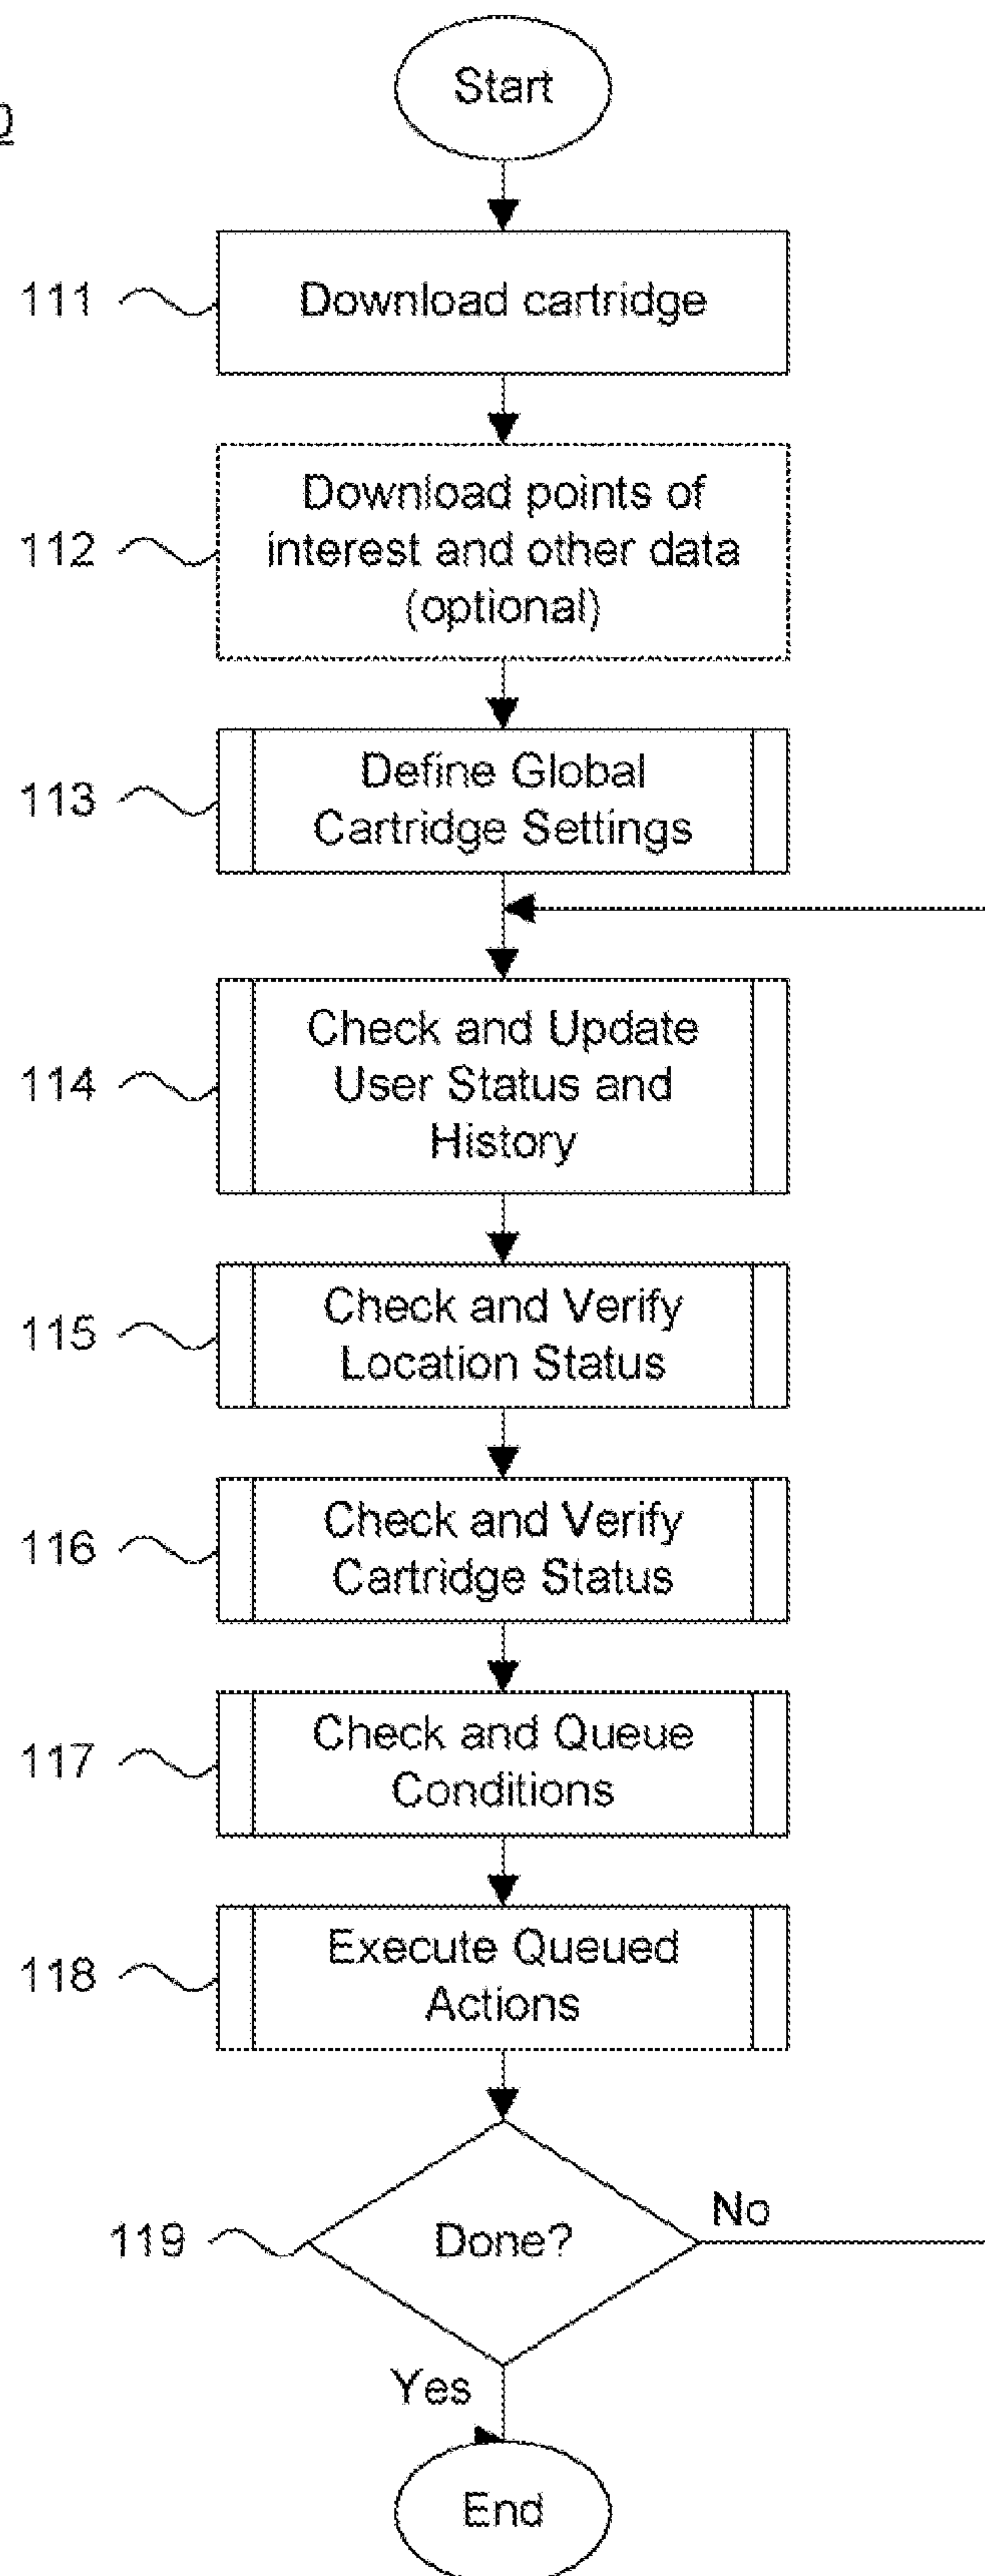 Start
111
Download cartridge
112
Download points of
interest and other data
(optional)
113
Define Global
Cartridge Settings
114
Check and Update
User Status and
History
115
Check and Verify
Location Status
116
Check and Verify
Cartridge Status
117
Check and Queue
Conditions
118
Execute Queued
Actions
119
Done?
No
Yes
End